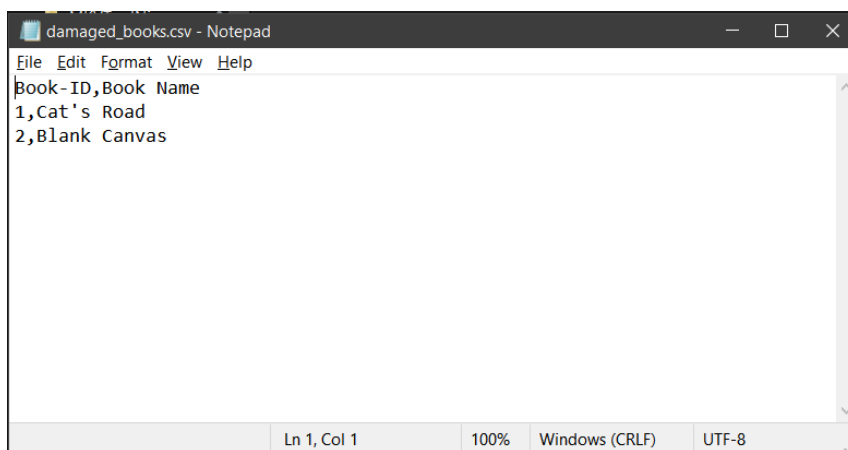 damaged_books.csv - Notepad
File Edit Format View Help
Book-ID,Book Name
1,Cat's Road
2,Blank Canvas
Ln 1, Col 1 100% Windows (CRLF) UTF-8